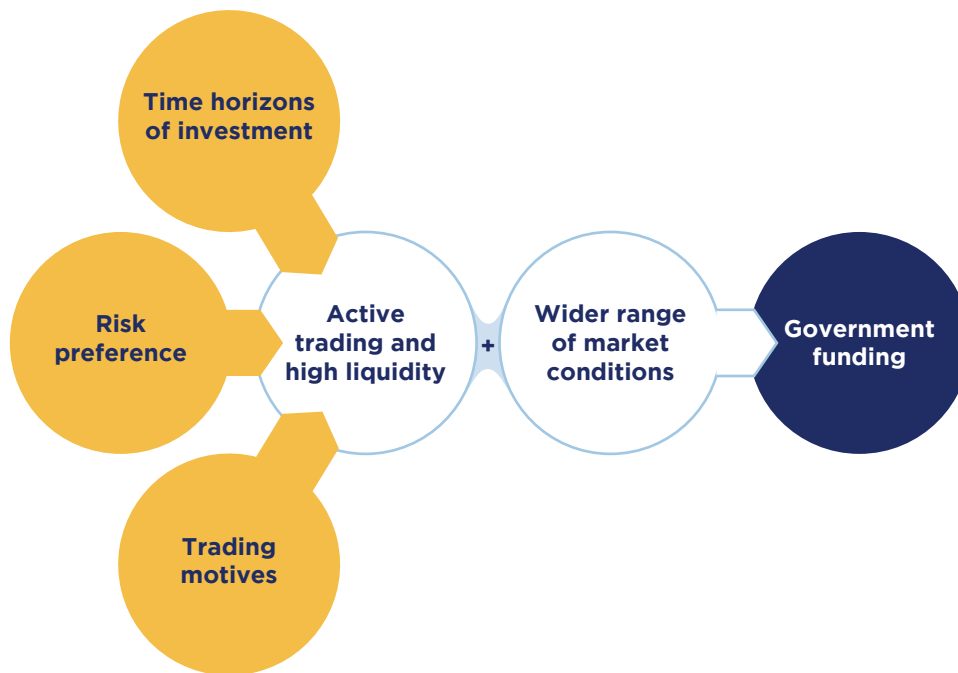 Time horizons
of investment
Risk
preference
Active
trading and
high liquidity
+
Wider range
of market
conditions
Government
funding
Trading
motives